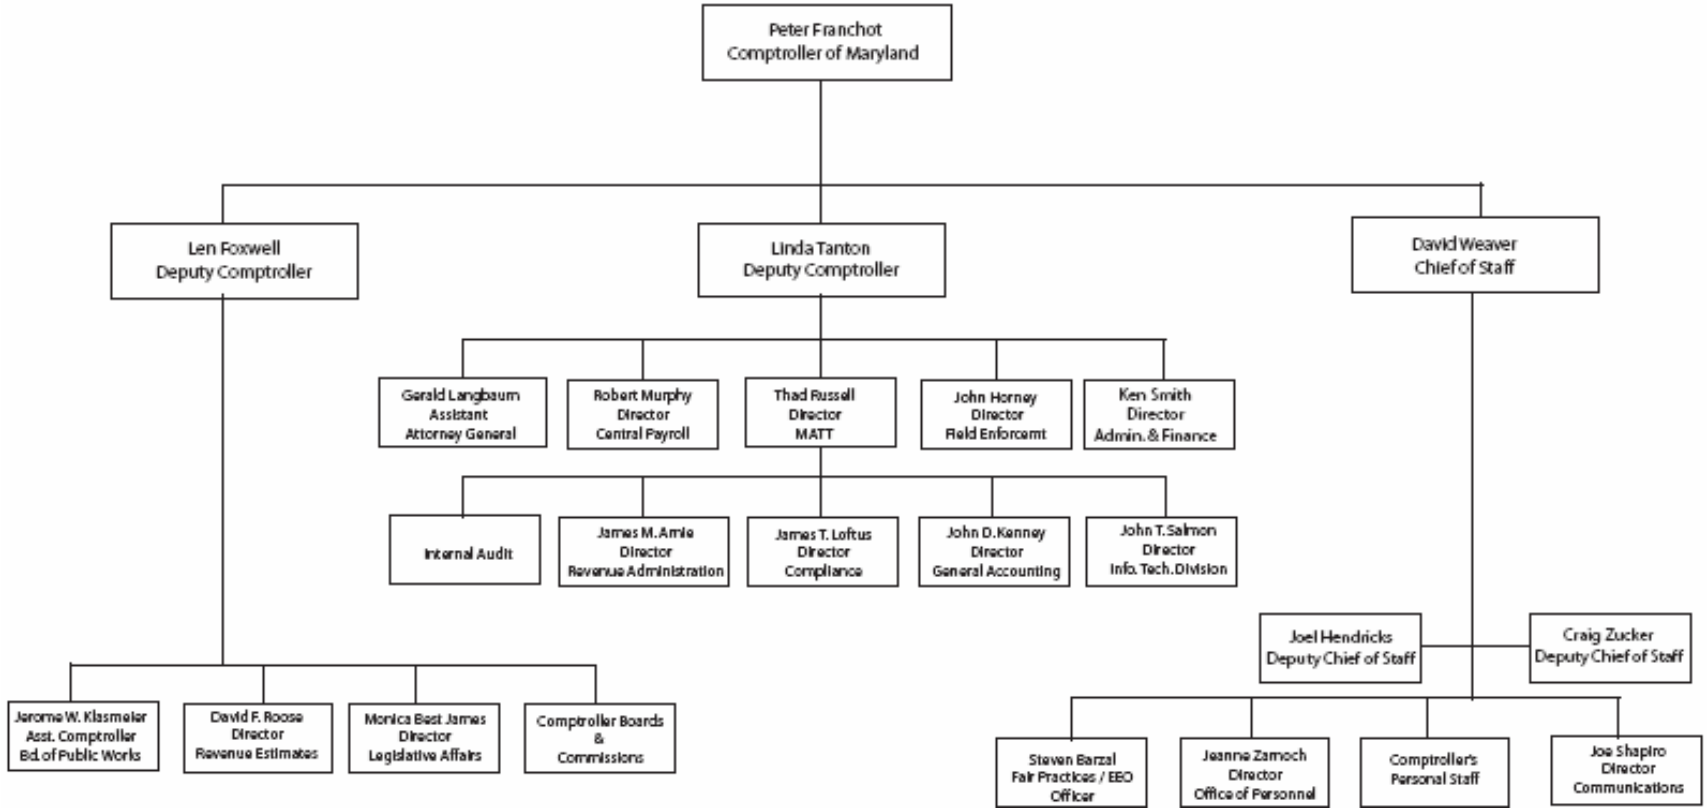 Peter Franchot
Comptroller of Maryland
Len Foxwell
Deputy Comptroller
Linda Tanton
Deputy Comptroller
David Weaver
Chief of Staff
Gerald Langbaum
Assistant
Attorney General
Robert Murphy
Director
Central Payroll
Thad Russell
Director
MATT
John Horney
Director
Field Enforcemt
Ken Smith
Director
Admin. & Finance
Internal Audit
James M. Arnie
Director
Revenue Administration
James T. Loftus
Director
Compliance
John D. Kenney
Director
General Accounting
John T. Salmon
Director
Info. Tech. Division
Joel Hendricks
Deputy Chief of Staff
Craig Zucker
Deputy Chief of Staff
Jerome W. Klasmeier
Asst. Comptroller
Bd. of Public Works
David F. Roose
Director
Revenue Estimates
Monica Best James
Director
Legislative Affairs
Comptroller Boards
&
Commissions
Steven Barzal
Fair Practices / EEO
Officer
Jeanne Zarnoch
Director
Office of Personnel
Comptroller's
Personal Staff
Joe Shapiro
Director
Communications